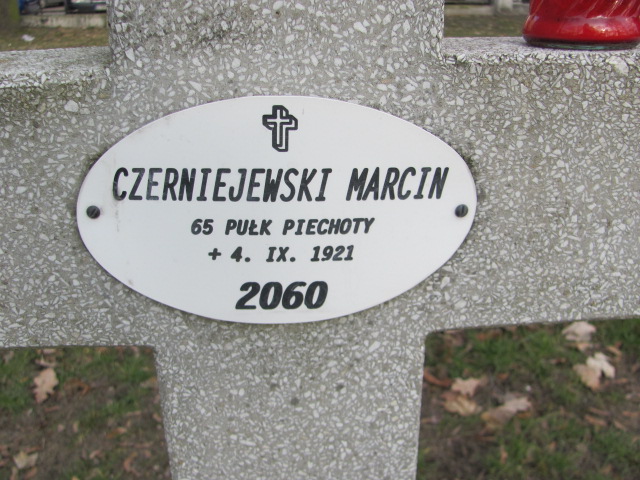 CZERNIEJEWSKI MARCIN
65 PUŁK PIECHOTY
+ 4. IX. 1921
2060